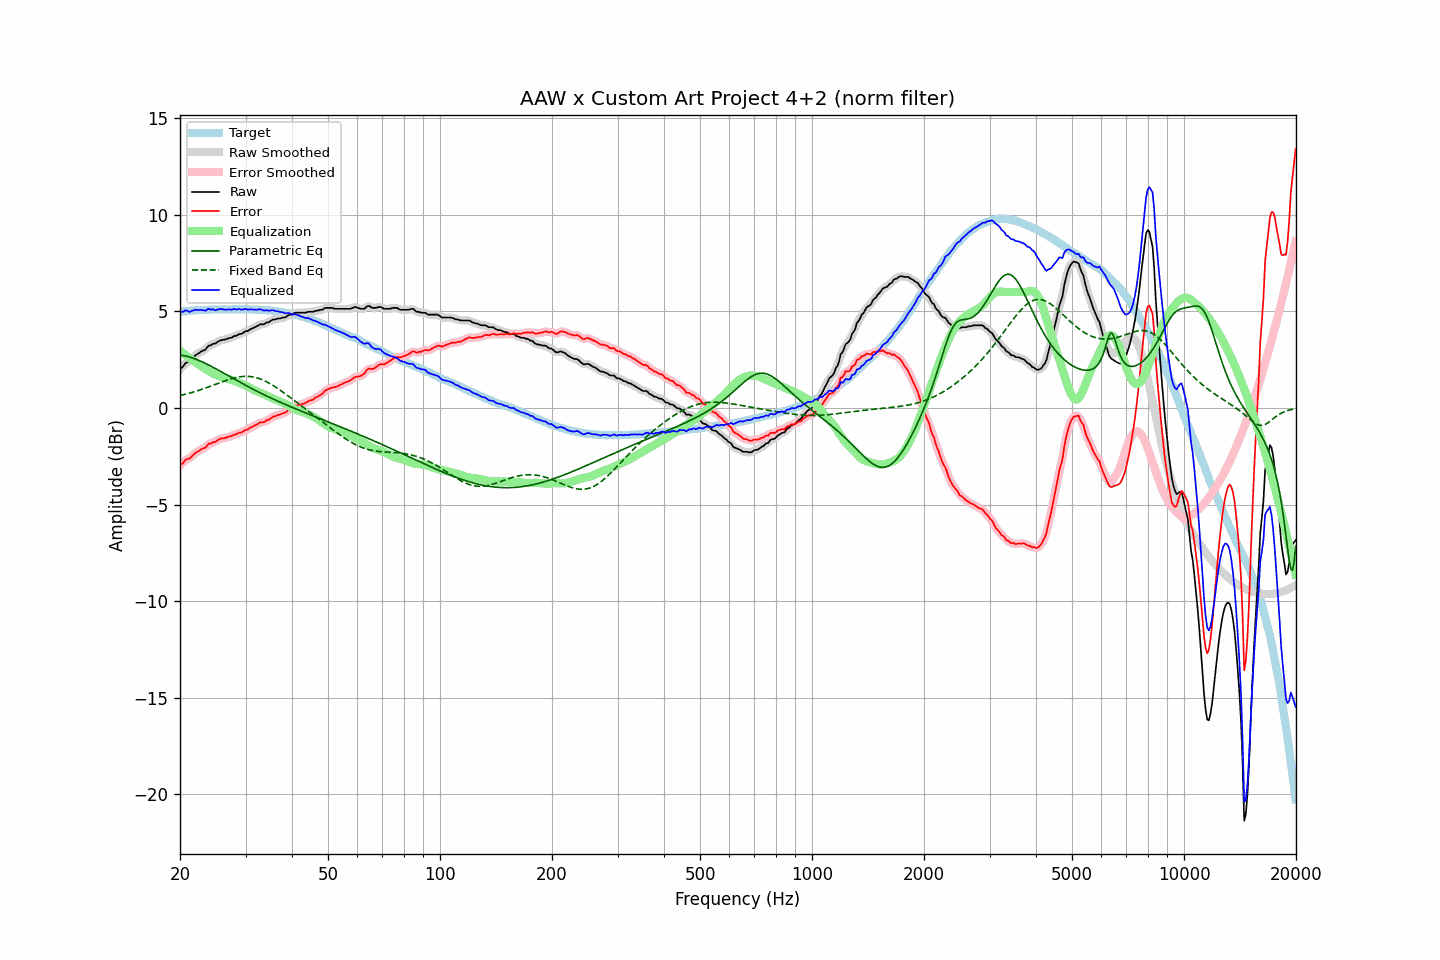 AAW x Custom Art Project 4+2 (norm filter)
Target
Raw Smoothed
Error Smoothed
Raw
Error
Equalization
Parametric Eq
Fixed Band Eq
Equalized
15
10
5
0
−5
−10
−15
−20
Amplitude (dBr)
20 50 100 200 500 1000 2000 5000 10000 20000
Frequency (Hz)